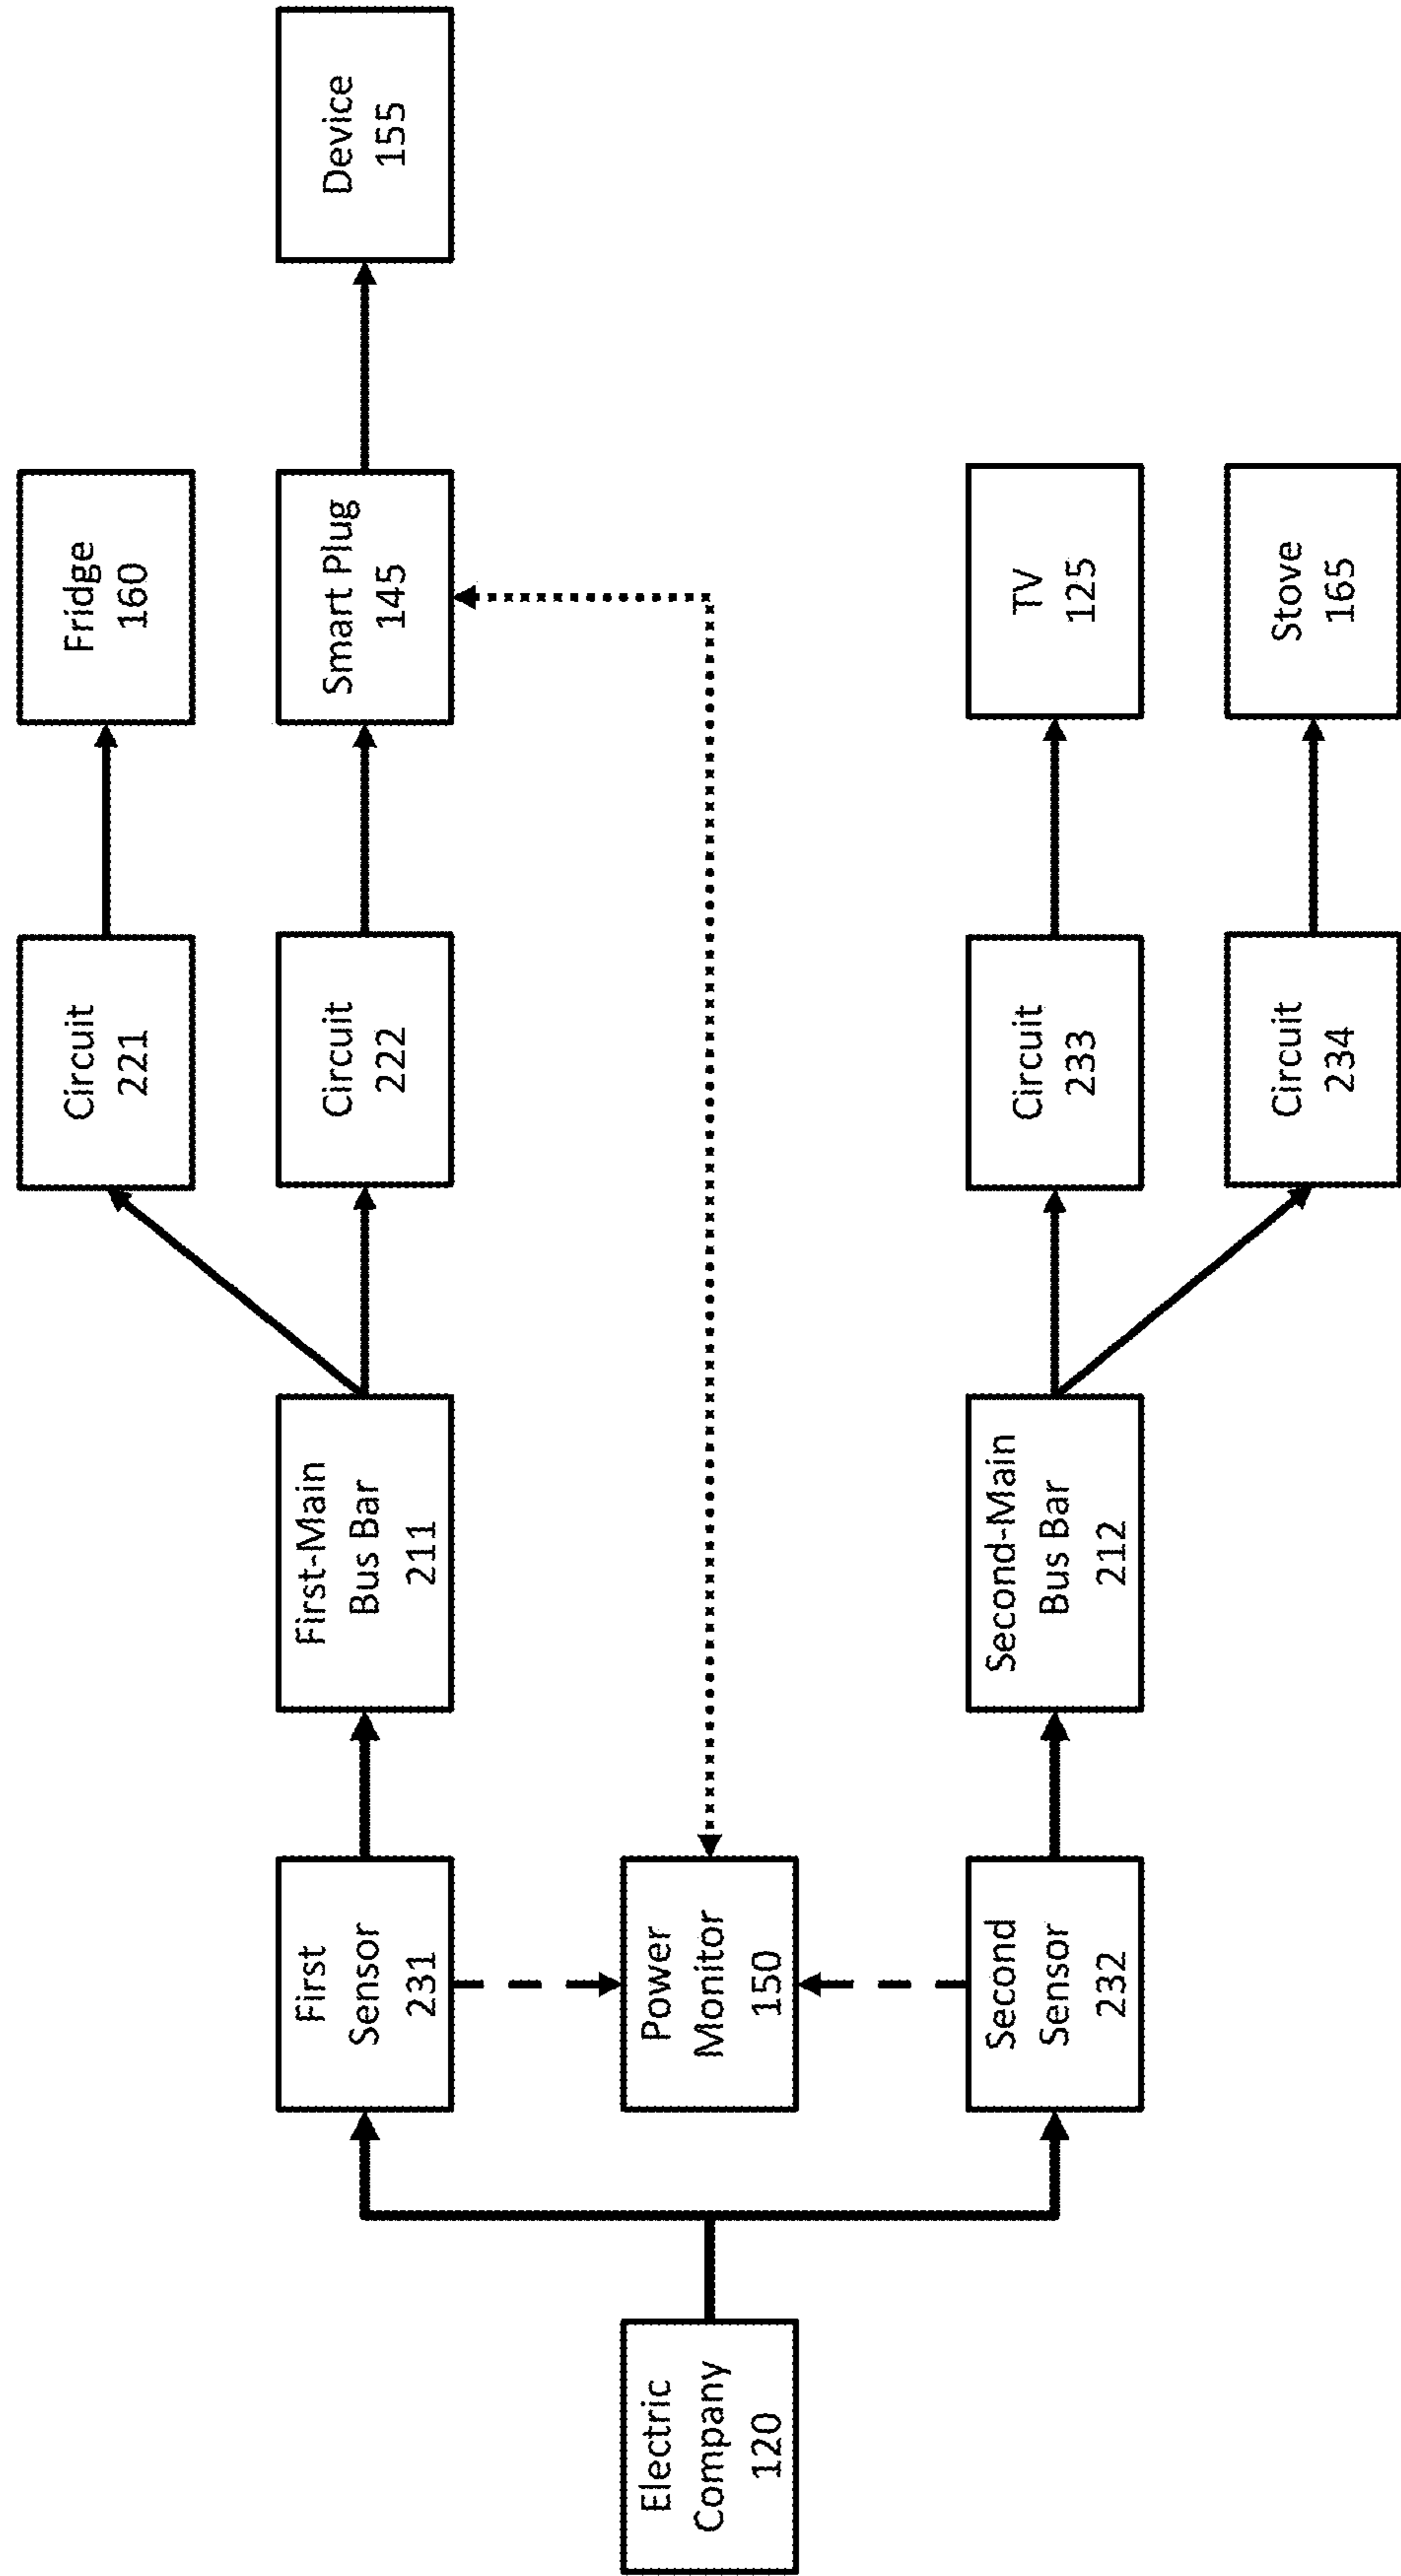 Electric
Company
120
First
Sensor
231
Power
Monitor
150
Second
Sensor
232
First-Main
Bus Bar
211
Second-Main
Bus Bar
212
Circuit
221
Circuit
222
Circuit
233
Circuit
234
Fridge
160
Smart Plug
145
TV
125
Stove
165
Device
155